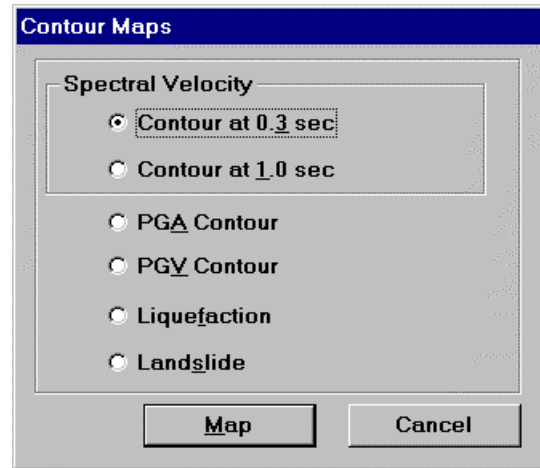 Contour Maps
Spectral Velocity
Contour at 0.3 sec
Contour at 1.0 sec
PGA Contour
PGV Contour
Liquefaction
Landslide
Map Cancel